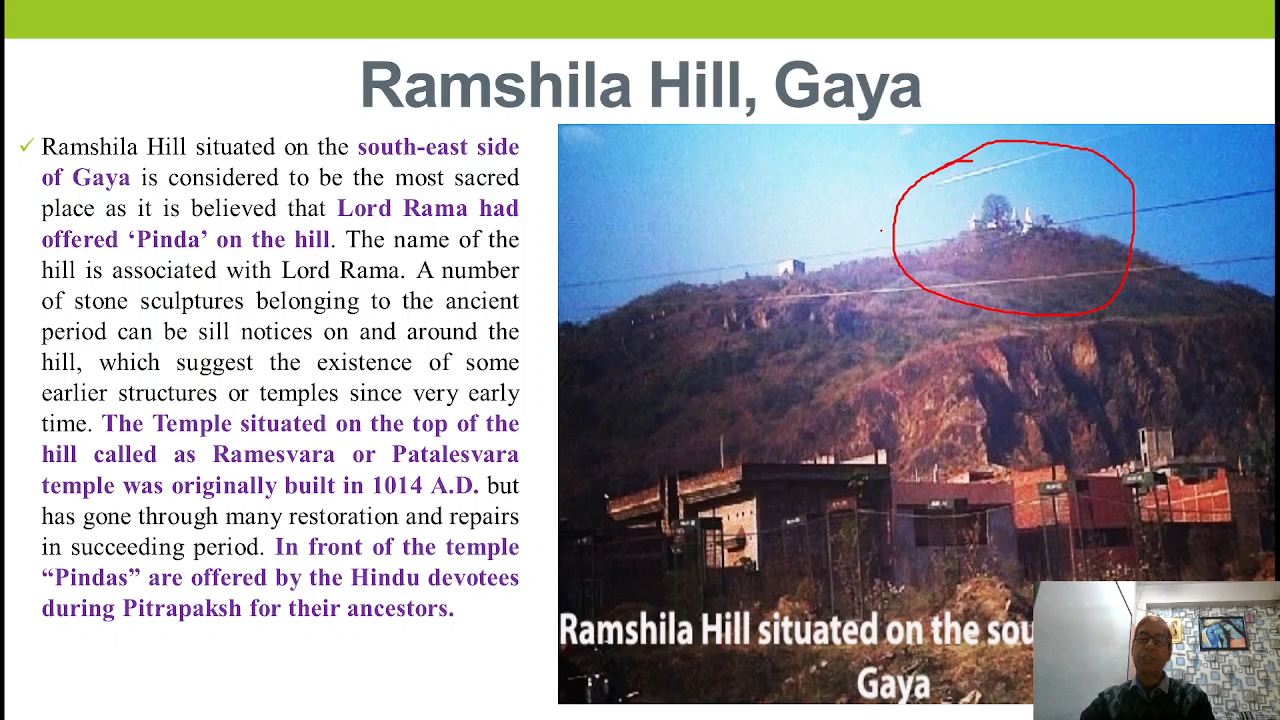 Ramshila Hill, Gaya
Ramshila Hill situated on the south-east side
of Gaya is considered to be the most sacred
place as it is believed that Lord Rama had
offered ‘Pinda’ on the hill. The name of the
hill is associated with Lord Rama. A number
of stone sculptures belonging to the ancient
period can be sill notices on and around the
hill, which suggest the existence of some
earlier structures or temples since very early
time. The Temple situated on the top of the
hill called as Ramesvara or Patalesvara
temple was originally built in 1014 A.D. but
has gone through many restoration and repairs
in succeeding period. In front of the temple
“Pindas” are offered by the Hindu devotees
during Pitrapaksh for their ancestors.
Ramshila Hill situated on the sou
Gaya